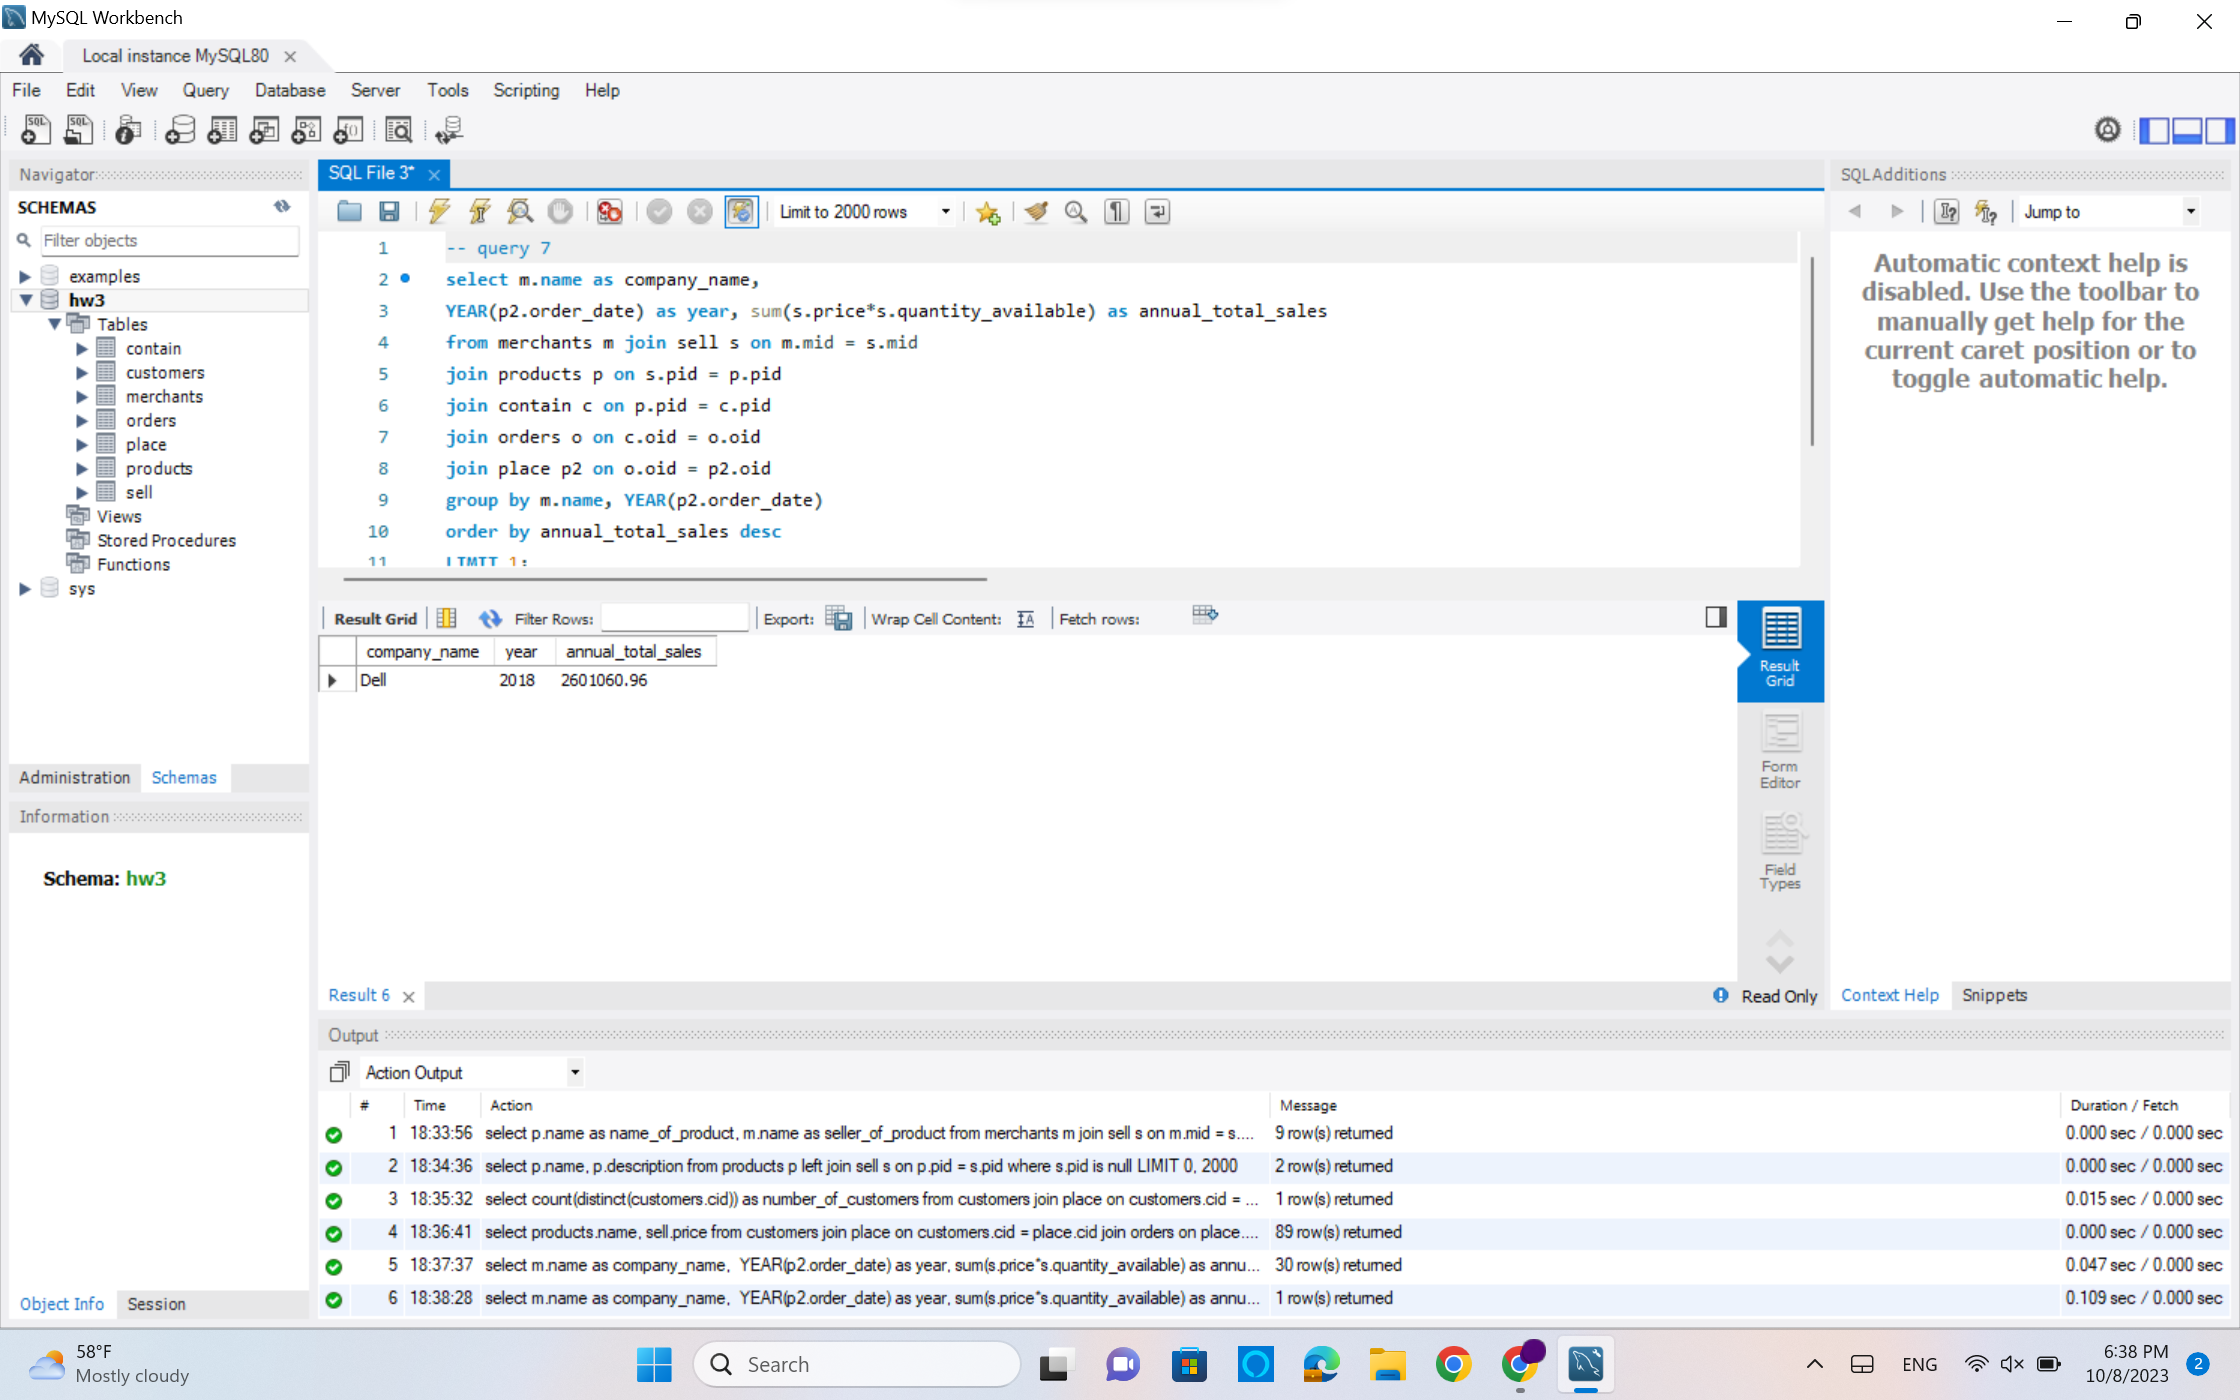 MySQL Workbench
Local instance MySQL80
File Edit View Query Database Server Tools Scripting Help
Navigator
SCHEMAS
Filter objects
examples
hw3
Tables
contain
customers
merchants
orders
place
products
sell
Views
Stored Procedures
Functions
sys
Administration Schemas
Information
Schema: hw3
Object Info Session
SQL File 3*
Limit to 2000 rows
1 -- query 7
2 select m.name as company_name,
3 YEAR(p2.order_date) as year, sum(s.price*s.quantity_available) as annual_total_sales
4 from merchants m join sell s on m.mid = s.mid
5 join products p on s.pid = p.pid
6 join contain c on p.pid = c.pid
7 join orders o on c.oid = o.oid
8 join place p2 on o.oid = p2.oid
9 group by m.name, YEAR(p2.order_date)
10 order by annual_total_sales desc
11 LIMIT 1;
Result Grid Filter Rows: Export: Wrap Cell Content: Fetch rows:
company_name year annual_total_sales
Dell 2018 2601060.96
Result Grid
Form Editor
Field Types
Result 6
Read Only
SQLAdditions
Jump to
Automatic context help is
disabled. Use the toolbar to
manually get help for the
current caret position or to
toggle automatic help.
Context Help Snippets
Output
Action Output
# Time Action Message Duration / Fetch
1 18:33:56 select p.name as name_of_product, m.name as seller_of_product from merchants m join sell s on m.mid = s.... 9 row(s) returned 0.000 sec / 0.000 sec
2 18:34:36 select p.name, p.description from products p left join sell s on p.pid = s.pid where s.pid is null LIMIT 0, 2000 2 row(s) returned 0.000 sec / 0.000 sec
3 18:35:32 select count(distinct(customers.cid)) as number_of_customers from customers join place on customers.cid = ... 1 row(s) returned 0.015 sec / 0.000 sec
4 18:36:41 select products.name, sell.price from customers join place on customers.cid = place.cid join orders on place.... 89 row(s) returned 0.000 sec / 0.000 sec
5 18:37:37 select m.name as company_name, YEAR(p2.order_date) as year, sum(s.price*s.quantity_available) as annu... 30 row(s) returned 0.047 sec / 0.000 sec
6 18:38:28 select m.name as company_name, YEAR(p2.order_date) as year, sum(s.price*s.quantity_available) as annu... 1 row(s) returned 0.109 sec / 0.000 sec
58°F
Mostly cloudy
Search
ENG
6:38 PM
10/8/2023
2